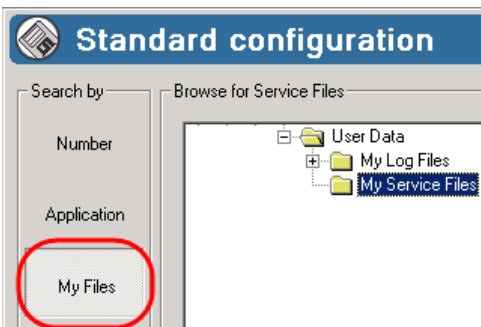 Standard configuration
Search by
Number
Application
My Files
Browse for Service Files
User Data
My Log Files
My Service Files